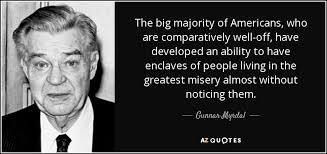 The big majority of Americans, who
are comparatively well-off, have
developed an ability to have
enclaves of people living in the
greatest misery almost without
noticing them.
Gunnar Myrdal
AZ QUOTES